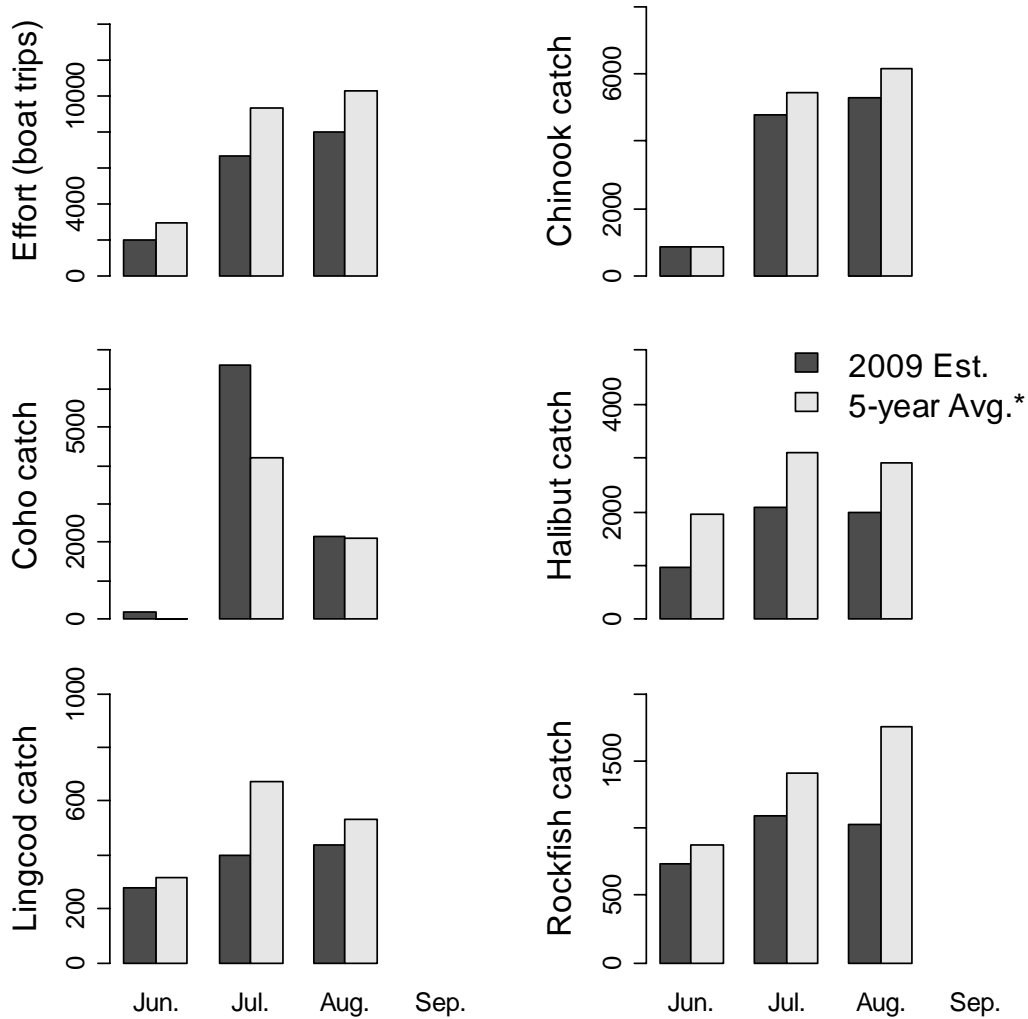 Effort (boat trips)
0 4000 10000
Chinook catch
0 2000 6000
Coho catch
0 2000 5000
Halibut catch
0 2000 4000
2009 Est.
5-year Avg.*
Lingcod catch
0 200 600 1000
Jun. Jul. Aug. Sep.
Rockfish catch
0 500 1500
Jun. Jul. Aug. Sep.